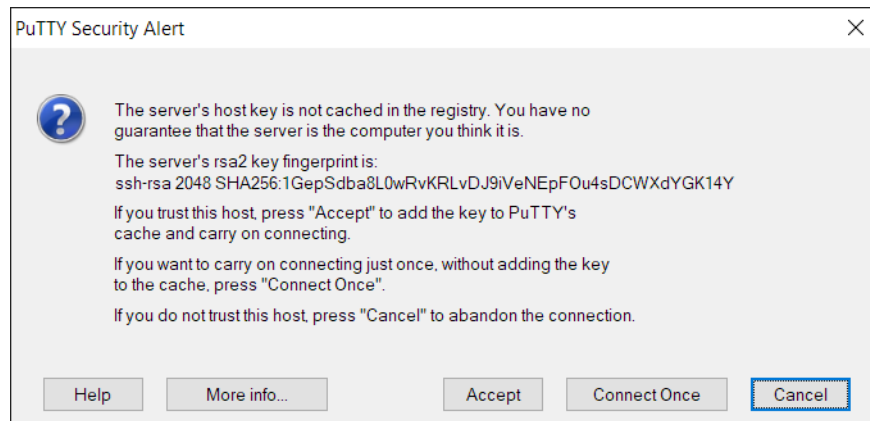 PuTTY Security Alert
The server's host key is not cached in the registry. You have no
guarantee that the server is the computer you think it is.
The server's rsa2 key fingerprint is:
ssh-rsa 2048 SHA256:1GepSdba8L0wRvKRLvDJ9iVeNEpFOu4sDCWXdYGK14Y
If you trust this host, press "Accept" to add the key to PuTTY's
cache and carry on connecting.
If you want to carry on connecting just once, without adding the key
to the cache, press "Connect Once".
If you do not trust this host, press "Cancel" to abandon the connection.
Help More info... Accept Connect Once Cancel